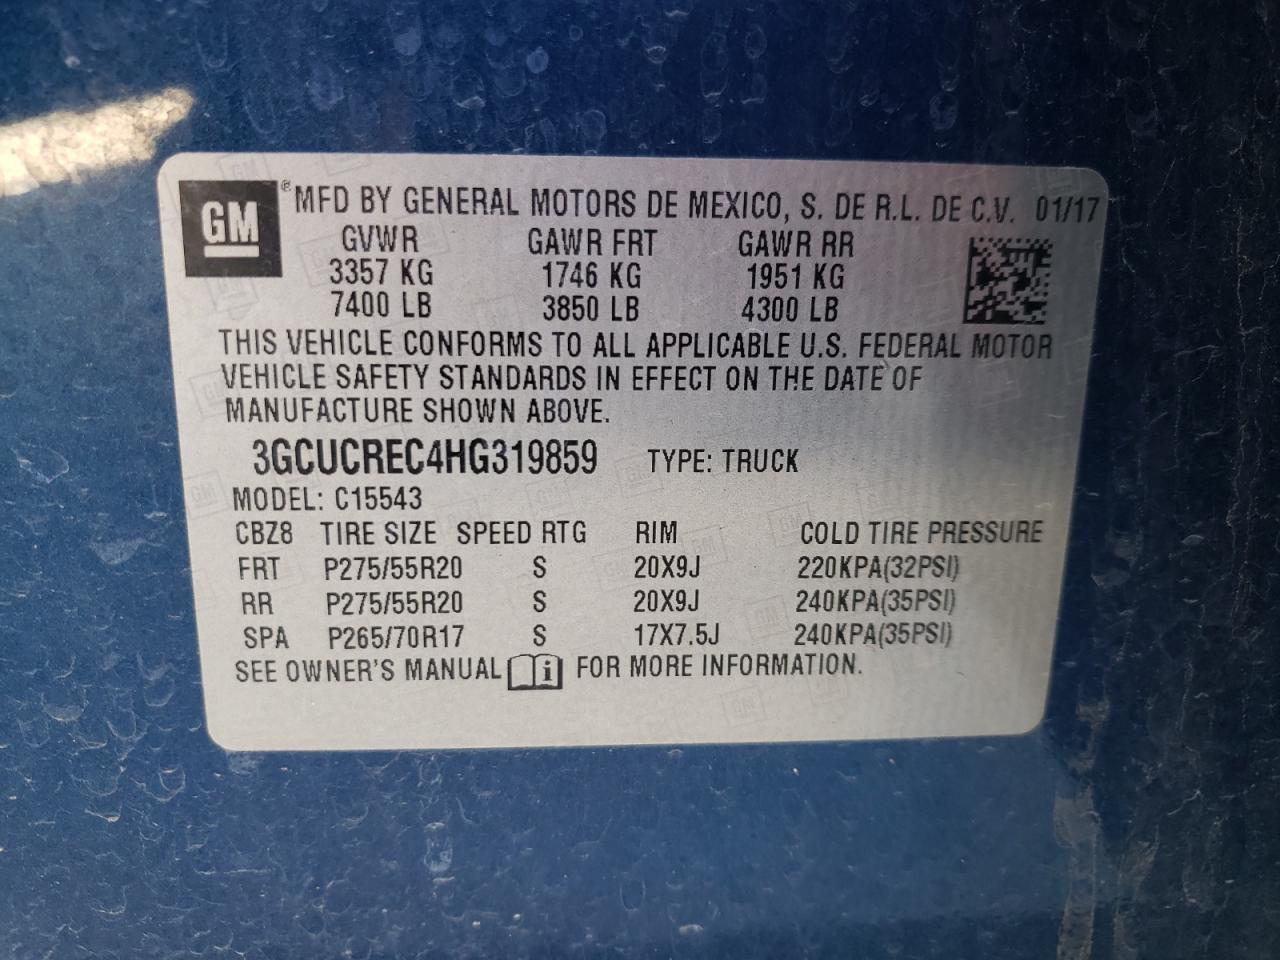 GM ® MFD BY GENERAL MOTORS DE MEXICO, S. DE R.L. DE C.V. 01/17
GVWR GAWR FRT GAWR RR
3357 KG 1746 KG 1951 KG
7400 LB 3850 LB 4300 LB
THIS VEHICLE CONFORMS TO ALL APPLICABLE U.S. FEDERAL MOTOR
VEHICLE SAFETY STANDARDS IN EFFECT ON THE DATE OF
MANUFACTURE SHOWN ABOVE.
3GCUCREC4HG319859 TYPE: TRUCK
MODEL: C15543
CBZ8 TIRE SIZE SPEED RTG RIM COLD TIRE PRESSURE
FRT P275/55R20 S 20X9J 220KPA(32PSI)
RR P275/55R20 S 20X9J 240KPA(35PSI)
SPA P265/70R17 S 17X7.5J 240KPA(35PSI)
SEE OWNER'S MANUAL i FOR MORE INFORMATION.